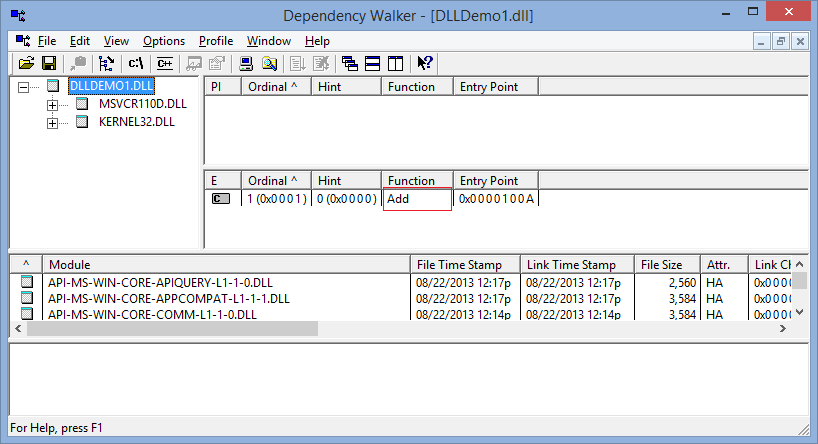 Dependency Walker - [DLLDemo1.dll]
File Edit View Options Profile Window Help
c:\ C++
DLLDEMO1.DLL
MSVCR110D.DLL
KERNEL32.DLL
PI Ordinal ^ Hint Function Entry Point
E Ordinal ^ Hint Function Entry Point
C 1 (0x0001) 0 (0x0000) Add 0x0000100A
^ Module File Time Stamp Link Time Stamp File Size Attr. Link Ch
API-MS-WIN-CORE-APIQUERY-L1-1-0.DLL 08/22/2013 12:17p 08/22/2013 12:17p 2,560 HA 0x000
API-MS-WIN-CORE-APPCOMPAT-L1-1-1.DLL 08/22/2013 12:17p 08/22/2013 12:17p 3,584 HA 0x000
API-MS-WIN-CORE-COMM-L1-1-0.DLL 08/22/2013 12:14p 08/22/2013 12:14p 3,584 HA 0x000
For Help, press F1